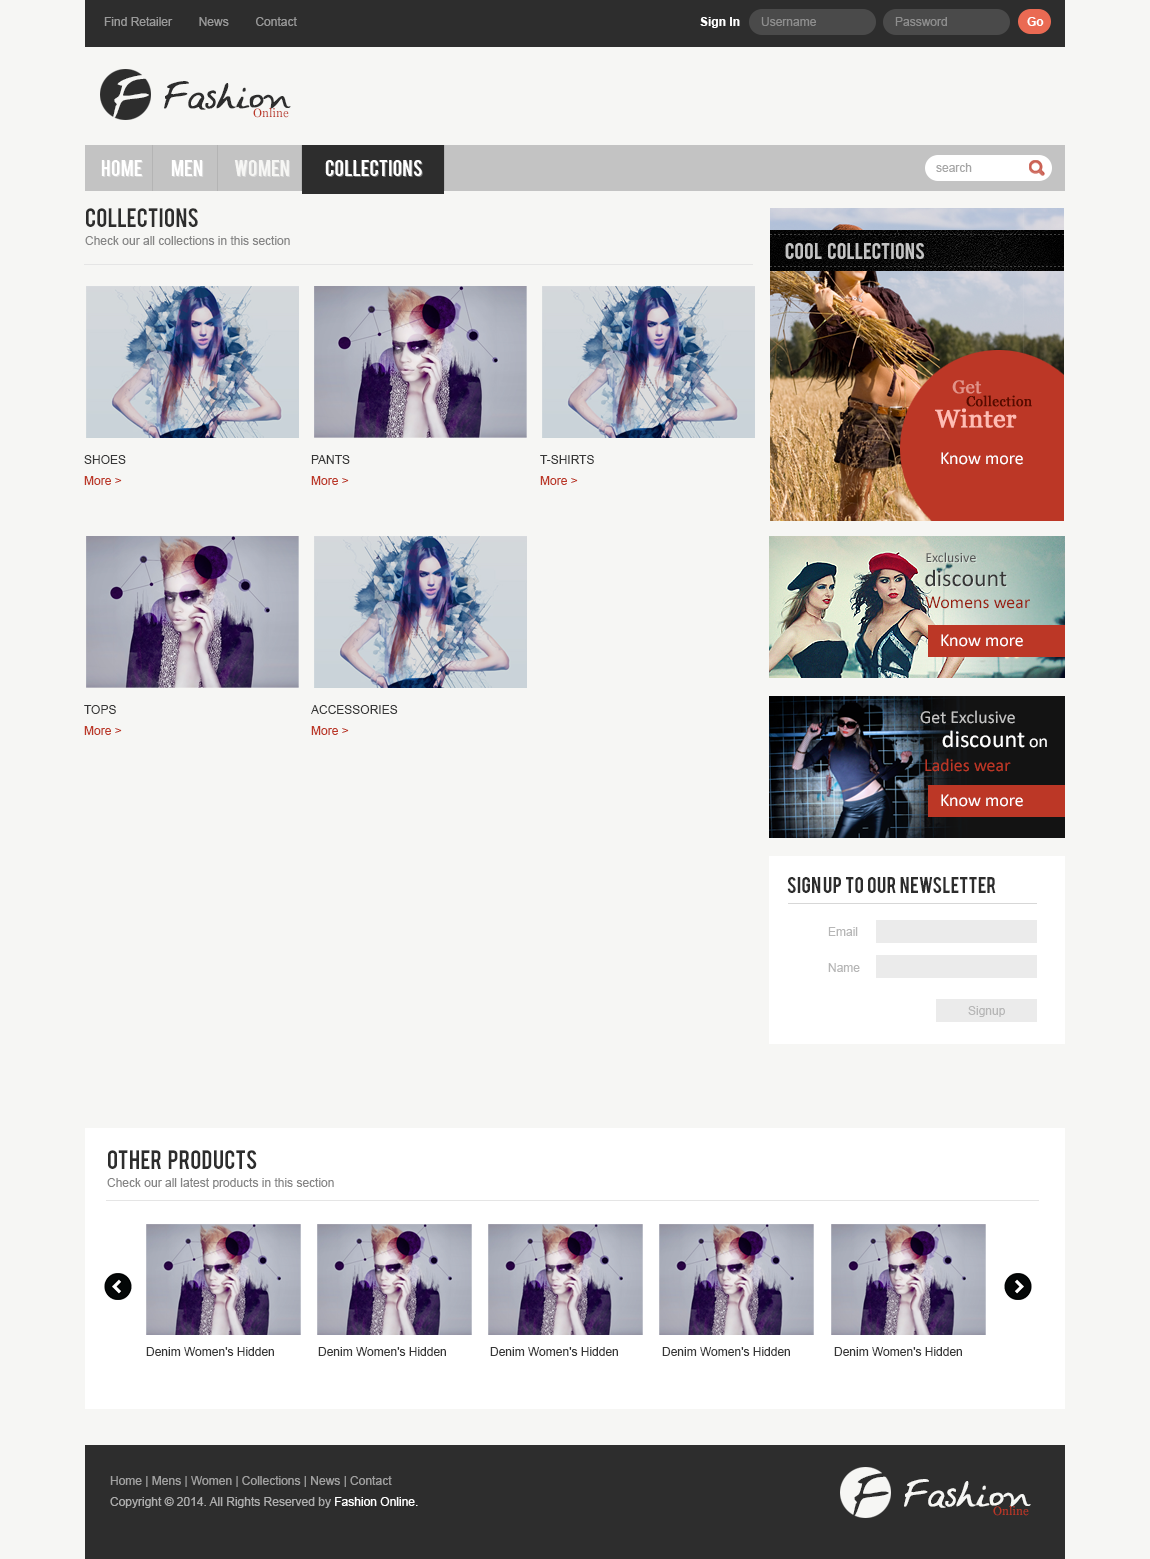 Find Retailer News Contact Sign In Username Password Go
Fashion
Online
HOME MEN WOMEN COLLECTIONS search
COLLECTIONS
Check our all collections in this section
SHOES
More >
PANTS
More >
T-SHIRTS
More >
TOPS
More >
ACCESSORIES
More >
COOL COLLECTIONS
Get
Collection
Winter
Know more
Exclusive
discount
Womens wear
Know more
Get Exclusive
discount on
Ladies wear
Know more
SIGNUP TO OUR NEWSLETTER
Email
Name
Signup
OTHER PRODUCTS
Check our all latest products in this section
Denim Women's Hidden Denim Women's Hidden Denim Women's Hidden Denim Women's Hidden Denim Women's Hidden
Home | Mens | Women | Collections | News | Contact
Copyright © 2014. All Rights Reserved by Fashion Online.
Fashion
Online